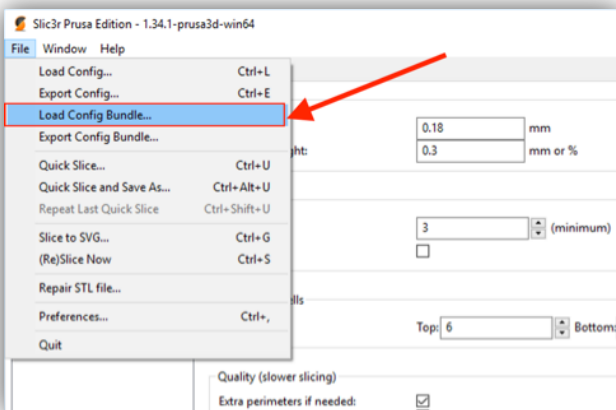 Slic3r Prusa Edition - 1.34.1-prusa3d-win64
File Window Help
Load Config... Ctrl+L
Export Config... Ctrl+E
Load Config Bundle...
Export Config Bundle...
Quick Slice... Ctrl+U
Quick Slice and Save As... Ctrl+Alt+U
Repeat Last Quick Slice Ctrl+Shift+U
Slice to SVG... Ctrl+G
(Re)Slice Now Ctrl+S
Repair STL file...
Preferences... Ctrl+,
Quit
0.18 mm
ght: 0.3 mm or %
3 (minimum)
lls
Top: 6 Bottom:
Quality (slower slicing)
Extra perimeters if needed: